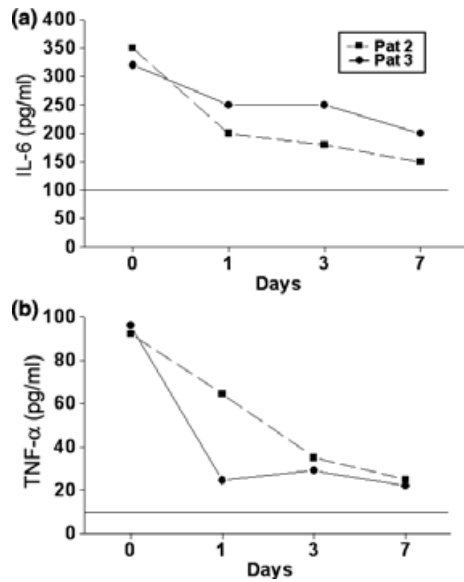 (a)
400
350
300
250
200
150
100
50
0
IL-6 (pg/ml)
Pat 2
Pat 3
0 1 3 7
Days
(b)
100
80
60
40
20
0
TNF-α (pg/ml)
0 1 3 7
Days